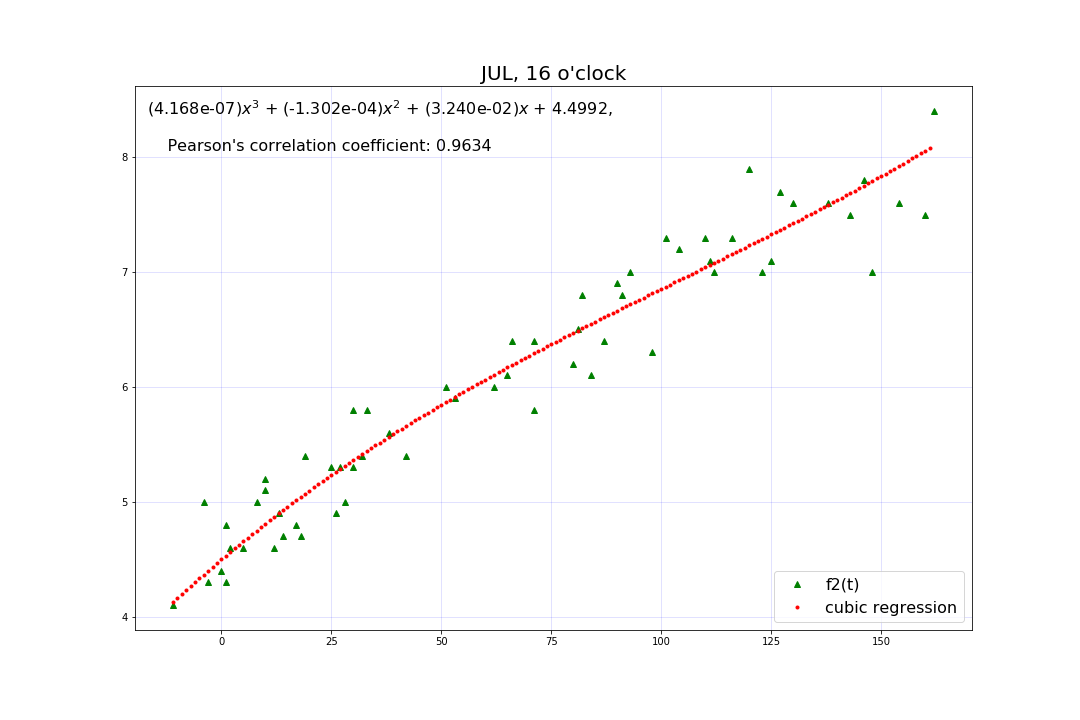 JUL, 16 o'clock
(4.168e-07)x³ + (-1.302e-04)x² + (3.240e-02)x + 4.4992,
Pearson's correlation coefficient: 0.9634
8
7
6
5
4
0 25 50 75 100 125 150
f2(t)
cubic regression